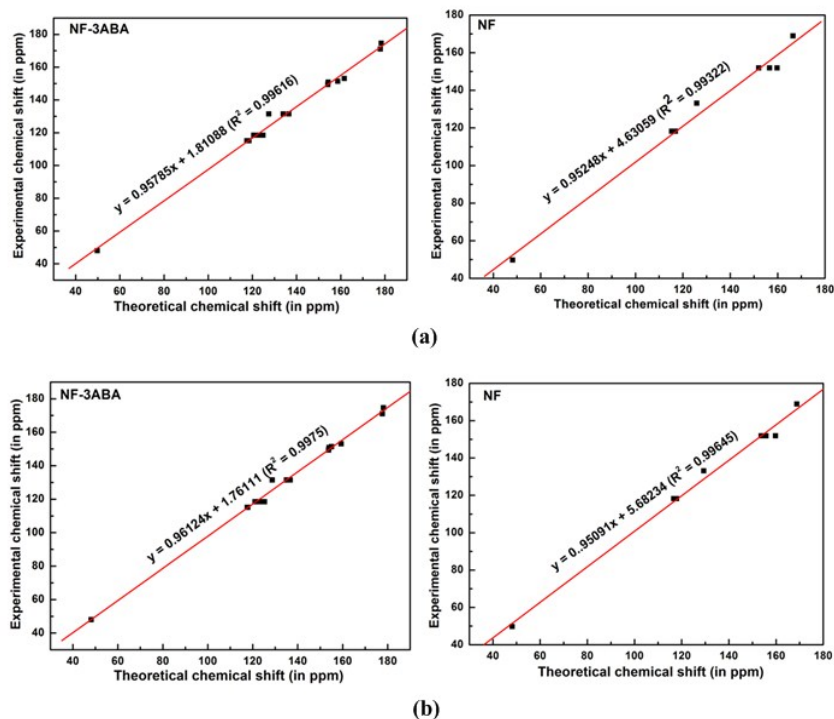 NF-3ABA
Experimental chemical shift (in ppm)
180
160
140
120
100
80
60
40
y = 0.95785x + 1.81088 (R² = 0.99616)
40 60 80 100 120 140 160 180
Theoretical chemical shift (in ppm)
NF
Experimental chemical shift (in ppm)
180
160
140
120
100
80
60
40
y = 0.95248x + 4.63059 (R² = 0.99322)
40 60 80 100 120 140 160 180
Theoretical chemical shift (in ppm)
(a)
NF-3ABA
Experimental chemical shift (in ppm)
180
160
140
120
100
80
60
40
y = 0.96124x + 1.76111 (R² = 0.9975)
40 60 80 100 120 140 160 180
Theoretical chemical shift (in ppm)
NF
Experimental chemical shift (in ppm)
180
160
140
120
100
80
60
40
y = 0..95091x + 5.68234 (R² = 0.99645)
40 60 80 100 120 140 160 180
Theoretical chemical shift (in ppm)
(b)